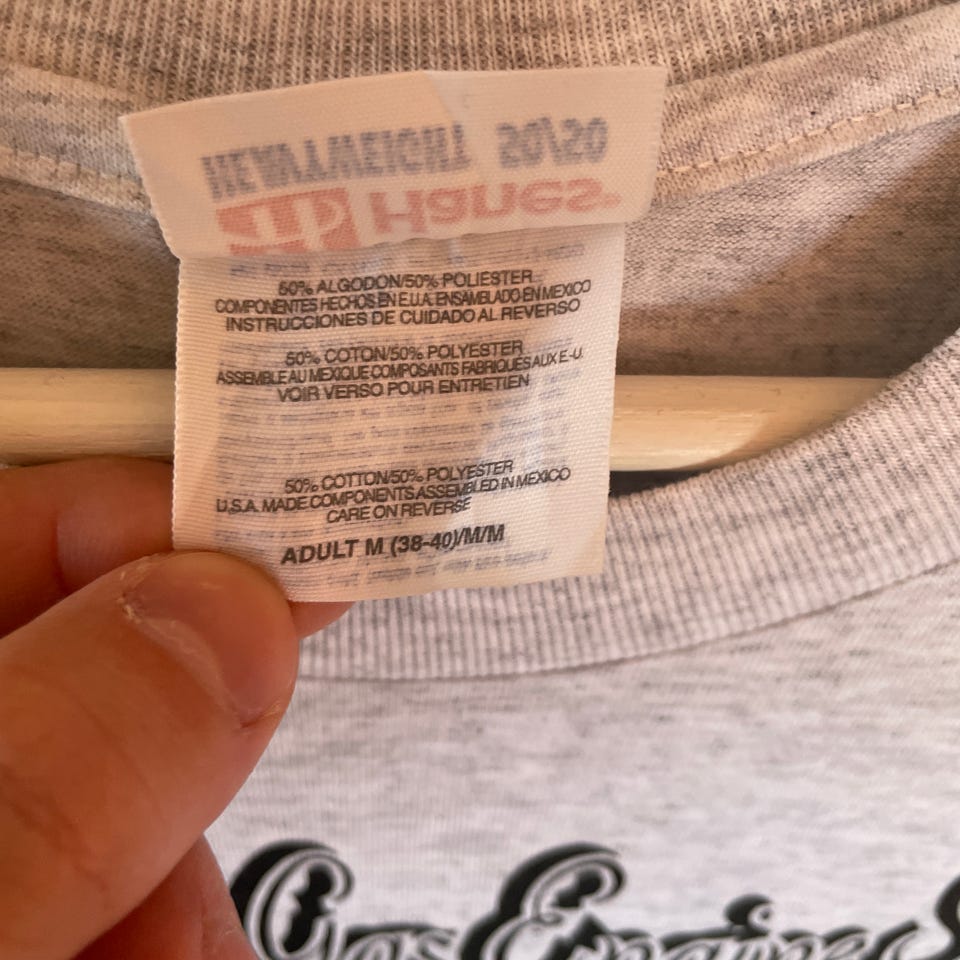 HEAVYWEIGHT 50/50
Hanes®
50% ALGODON/50% POLIESTER
COMPONENTES HECHOS EN E.U.A. ENSAMBLADO EN MEXICO
INSTRUCCIONES DE CUIDADO AL REVERSO
50% COTON/50% POLYESTER
ASSEMBLE AU MEXIQUE COMPOSANTS FABRIQUES AUX E-U.
VOIR VERSO POUR ENTRETIEN
50% COTTON/50% POLYESTER
U.S.A. MADE COMPONENTS ASSEMBLED IN MEXICO
CARE ON REVERSE
ADULT M (38-40)/M/M
Gas Engine